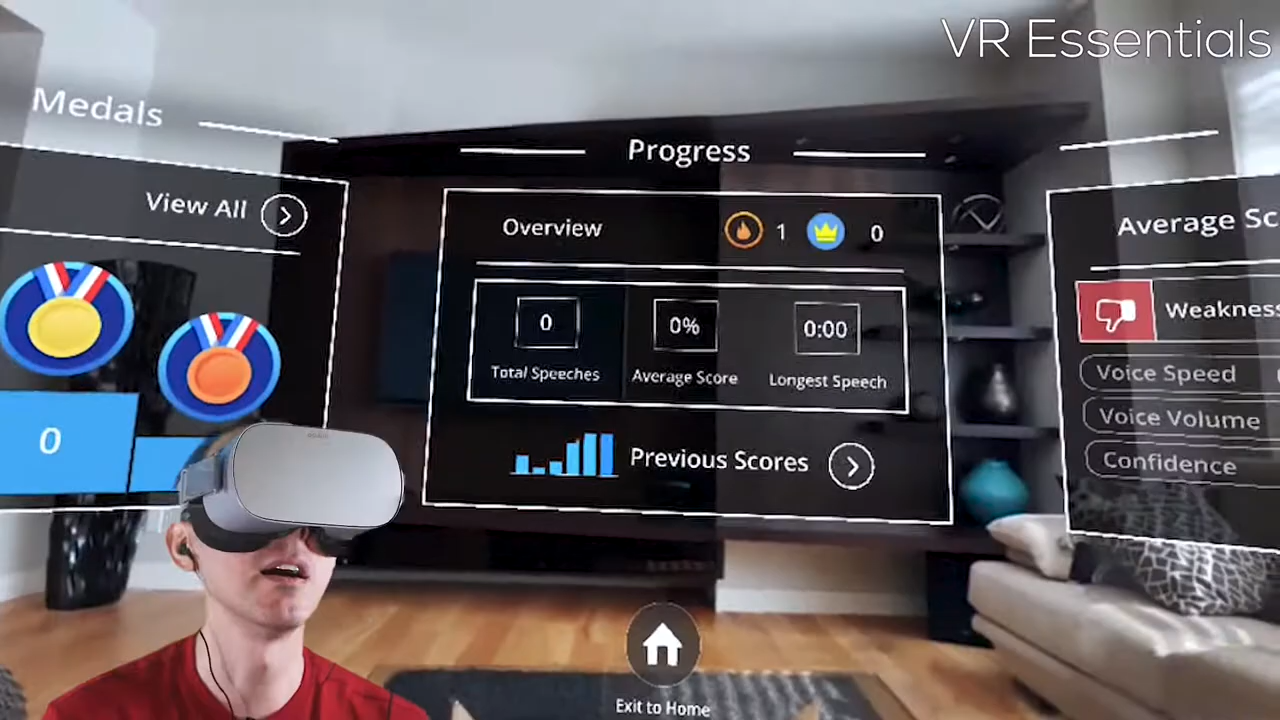 VR Essentials
Medals
View All
0
Progress
Overview
1
0
0
0%
0:00
Total Speeches
Average Score
Longest Speech
Previous Scores
Average Sc
Weakness
Voice Speed
Voice Volume
Confidence
Exit to Home